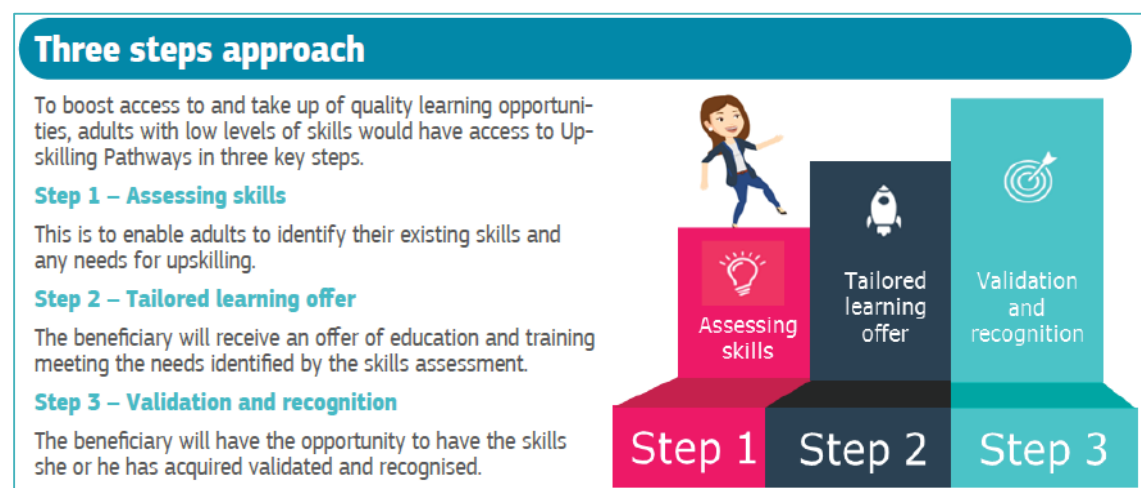 Three steps approach
To boost access to and take up of quality learning opportuni-
ties, adults with low levels of skills would have access to Up-
skilling Pathways in three key steps.
Step 1 – Assessing skills
This is to enable adults to identify their existing skills and
any needs for upskilling.
Step 2 – Tailored learning offer
The beneficiary will receive an offer of education and training
meeting the needs identified by the skills assessment.
Step 3 – Validation and recognition
The beneficiary will have the opportunity to have the skills
she or he has acquired validated and recognised.
Assessing
skills
Tailored
learning
offer
Validation
and
recognition
Step 1
Step 2
Step 3